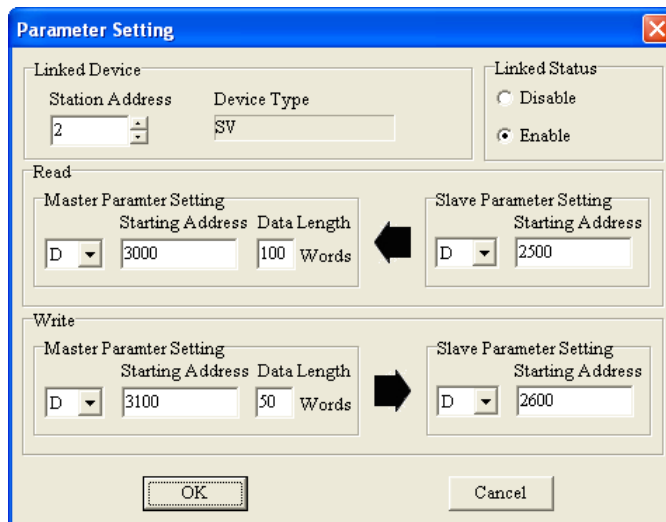 Parameter Setting
Linked Device
Station Address
Device Type
2
SV
Linked Status
Disable
Enable
Read
Master Paramter Setting
Starting Address Data Length
D 3000 100 Words
Slave Parameter Setting
Starting Address
D 2500
Write
Master Paramter Setting
Starting Address Data Length
D 3100 50 Words
Slave Parameter Setting
Starting Address
D 2600
OK
Cancel